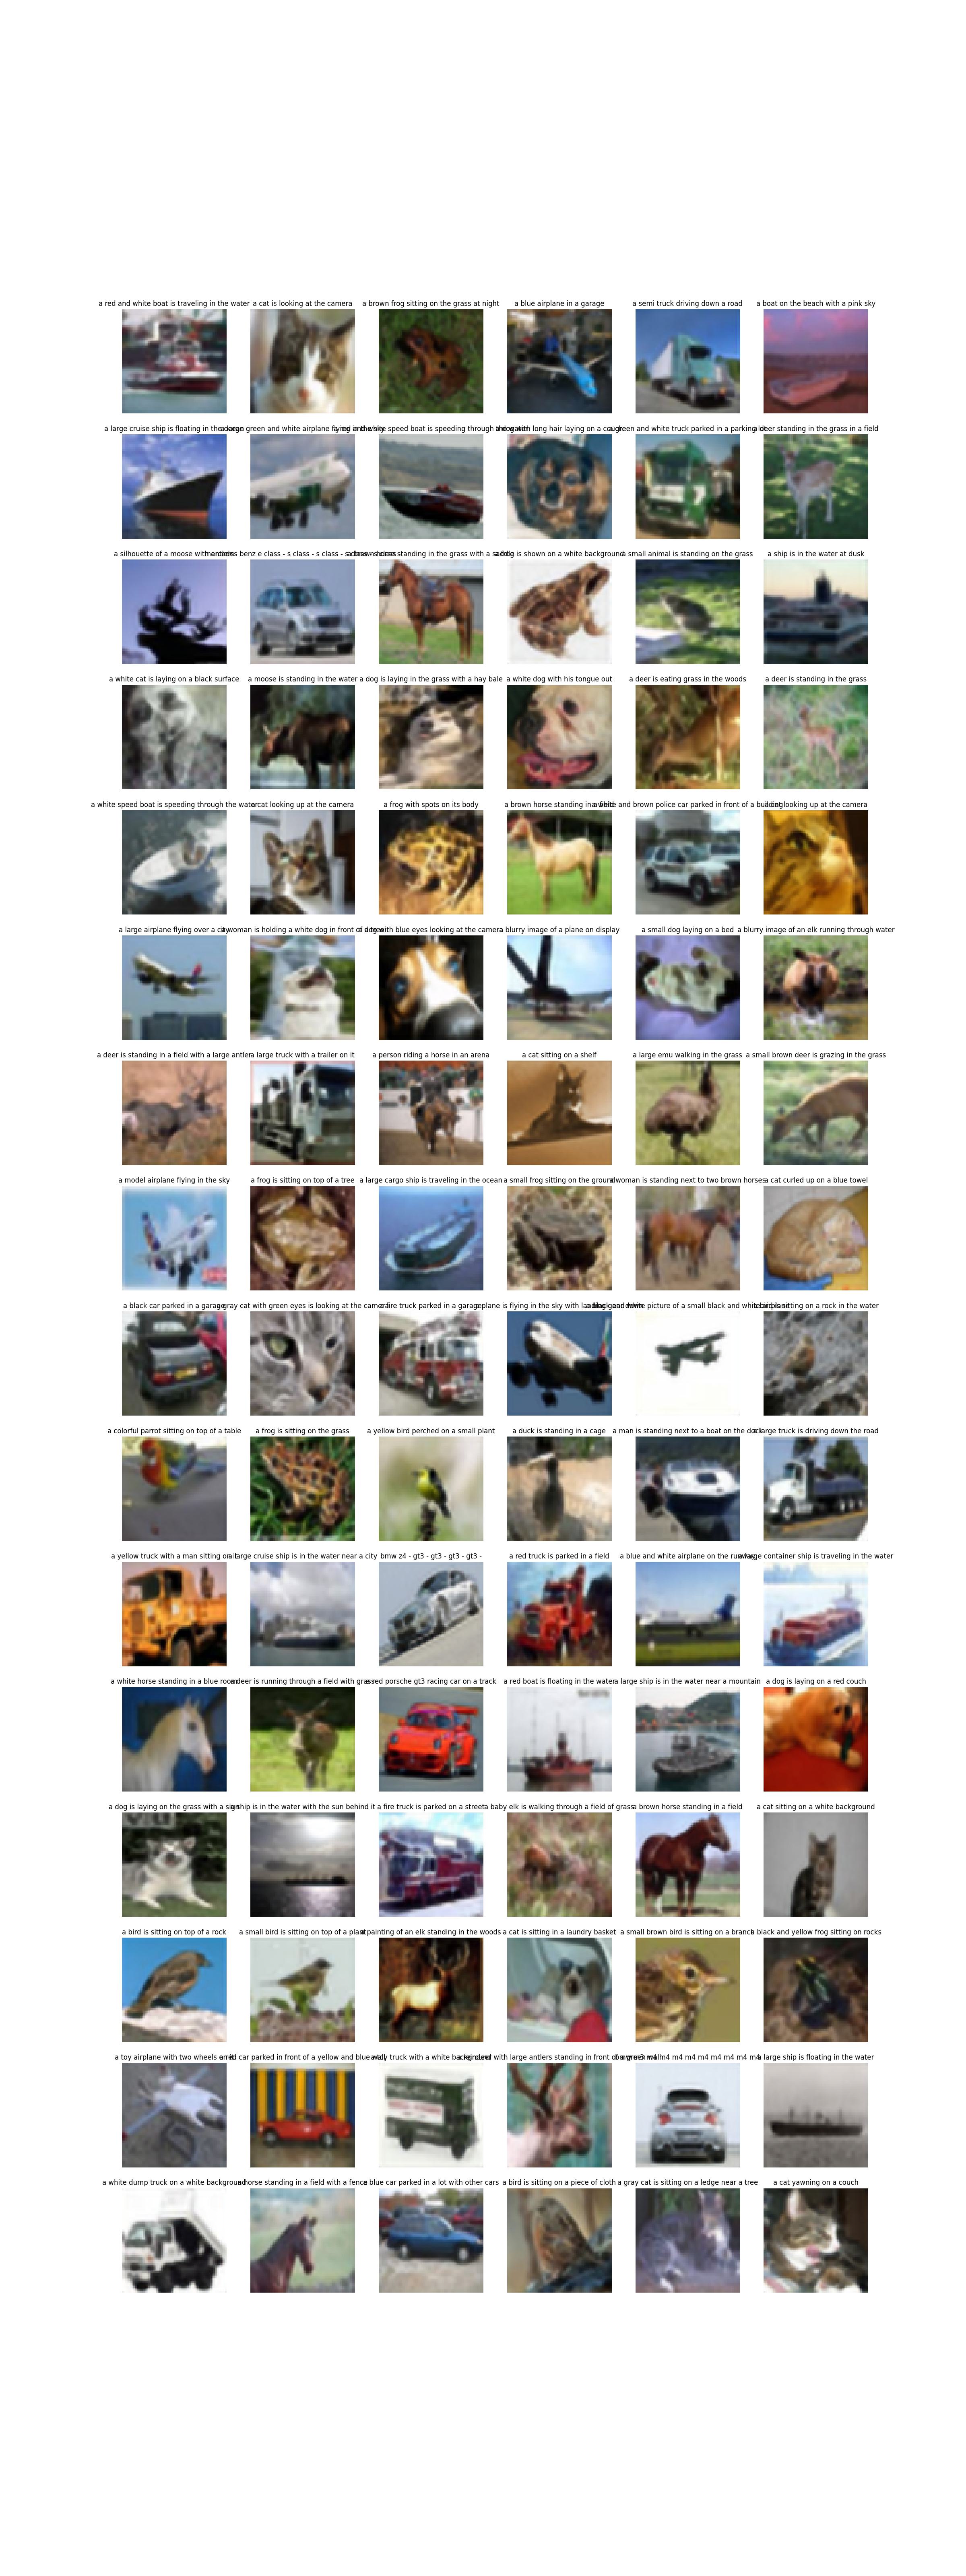 a red and white boat is traveling in the water
a cat is looking at the camera
a brown frog sitting on the grass at night
a blue airplane in a garage
a semi truck driving down a road
a boat on the beach with a pink sky
a large cruise ship is floating in the ocean
a large green and white airplane flying in the sky
a red and white speed boat is speeding through the water
a dog with long hair laying on a couch
a green and white truck parked in a parking lot
a deer standing in the grass in a field
a silhouette of a moose with antlers
mercedes benz e class - s class - s class - s class - s class
a brown horse standing in the grass with a saddle
a frog is shown on a white background
a small animal is standing on the grass
a ship is in the water at dusk
a white cat is laying on a black surface
a moose is standing in the water
a dog is laying in the grass with a hay bale
a white dog with his tongue out
a deer is eating grass in the woods
a deer is standing in the grass
a white speed boat is speeding through the water
a cat looking up at the camera
a frog with spots on its body
a brown horse standing in a field
a white and brown police car parked in front of a building
a cat looking up at the camera
a large airplane flying over a city
a woman is holding a white dog in front of a tree
a dog with blue eyes looking at the camera
a blurry image of a plane on display
a small dog laying on a bed
a blurry image of an elk running through water
a deer is standing in a field with a large antler
a large truck with a trailer on it
a person riding a horse in an arena
a cat sitting on a shelf
a large emu walking in the grass
a small brown deer is grazing in the grass
a model airplane flying in the sky
a frog is sitting on top of a tree
a large cargo ship is traveling in the ocean
a small frog sitting on the ground
a woman is standing next to two brown horses
a cat curled up on a blue towel
a black car parked in a garage
a gray cat with green eyes is looking at the camera
a fire truck parked in a garage
plane is flying in the sky with landing gear down
a black and white picture of a small black and white airplane
bird is sitting on a rock in the water
a colorful parrot sitting on top of a table
a frog is sitting on the grass
a yellow bird perched on a small plant
a duck is standing in a cage
a man is standing next to a boat on the dock
a large truck is driving down the road
a yellow truck with a man sitting on it
a large cruise ship is in the water near a city
bmw z4 - gt3 - gt3 - gt3 - gt3 -
a red truck is parked in a field
a blue and white airplane on the runway
a large container ship is traveling in the water
a white horse standing in a blue room
a deer is running through a field with grass
a red porsche gt3 racing car on a track
a red boat is floating in the water
a large ship is in the water near a mountain
a dog is laying on a red couch
a dog is laying on the grass with a sign
a ship is in the water with the sun behind it
a fire truck is parked on a street
a baby elk is walking through a field of grass
a brown horse standing in a field
a cat sitting on a white background
a bird is sitting on top of a rock
a small bird is sitting on top of a plant
a painting of an elk standing in the woods
a cat is sitting in a laundry basket
a small brown bird is sitting on a branch
a black and yellow frog sitting on rocks
a toy airplane with two wheels on it
a red car parked in front of a yellow and blue wall
truck with a white background
with large antlers standing in front of a green wall
m4 m4 m4 m4 m4 m4 m4 m4
a large ship is floating in the water
a white dump truck on a white background
a horse standing in a field with a fence
a blue car parked in a lot with other cars
a bird is sitting on a piece of cloth
a gray cat is sitting on a ledge near a tree
a cat yawning on a couch